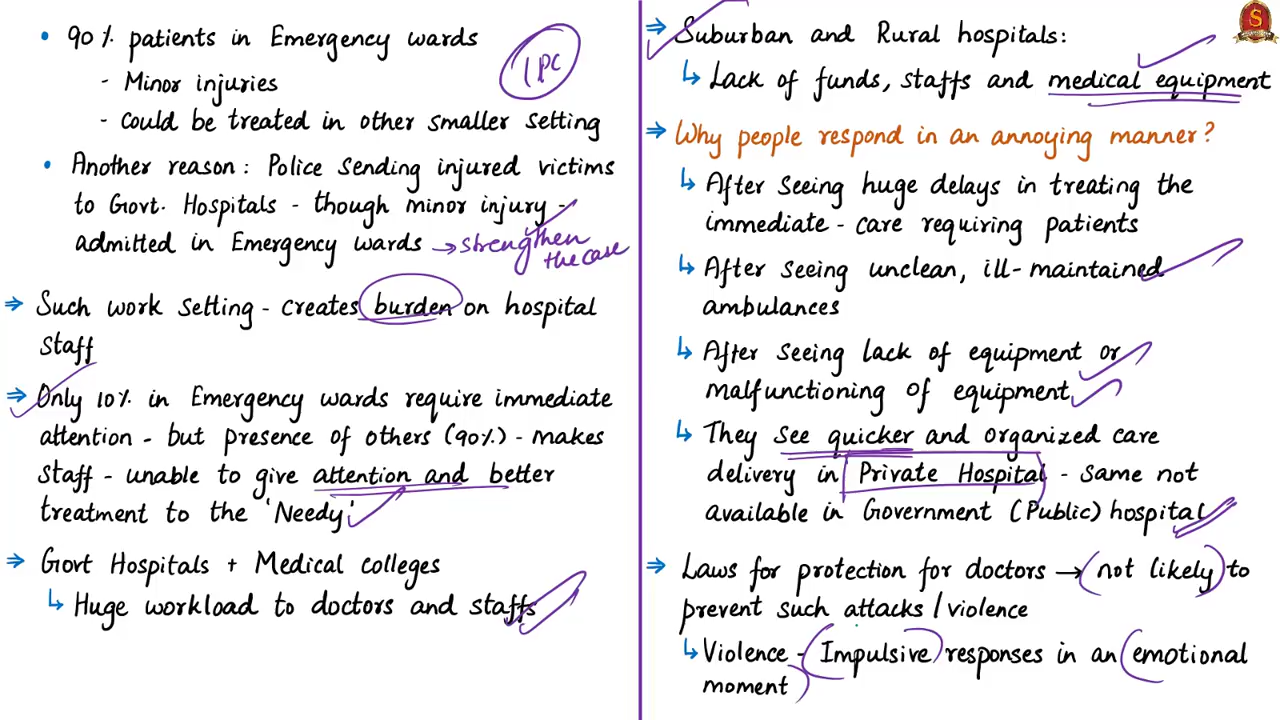 • 90% patients in Emergency wards
- Minor injuries
- could be treated in other smaller setting
IPC
• Another reason: Police sending injured victims
to Govt. Hospitals - though minor injury -
admitted in Emergency wards → strengthen
the case
⇒ Such work setting - creates burden on hospital
staff
⇒ Only 10% in Emergency wards require immediate
attention - but presence of others (90%) - makes
staff - unable to give attention and better
treatment to the 'Needy'.
⇒ Govt Hospitals + Medical colleges
↳ Huge workload to doctors and staffs
⇒ Suburban and Rural hospitals:
↳ Lack of funds, staffs and medical equipment
⇒ Why people respond in an annoying manner?
↳ After seeing huge delays in treating the
immediate - care requiring patients
↳ After seeing unclean, ill-maintained
ambulances
↳ After seeing lack of equipment or
malfunctioning of equipment
↳ They see quicker and organized care
delivery in Private Hospital - same not
available in Government (Public) hospital
⇒ Laws for protection for doctors → (not likely) to
prevent such attacks/violence
↳ Violence - (Impulsive) responses in an (emotional
moment)
S